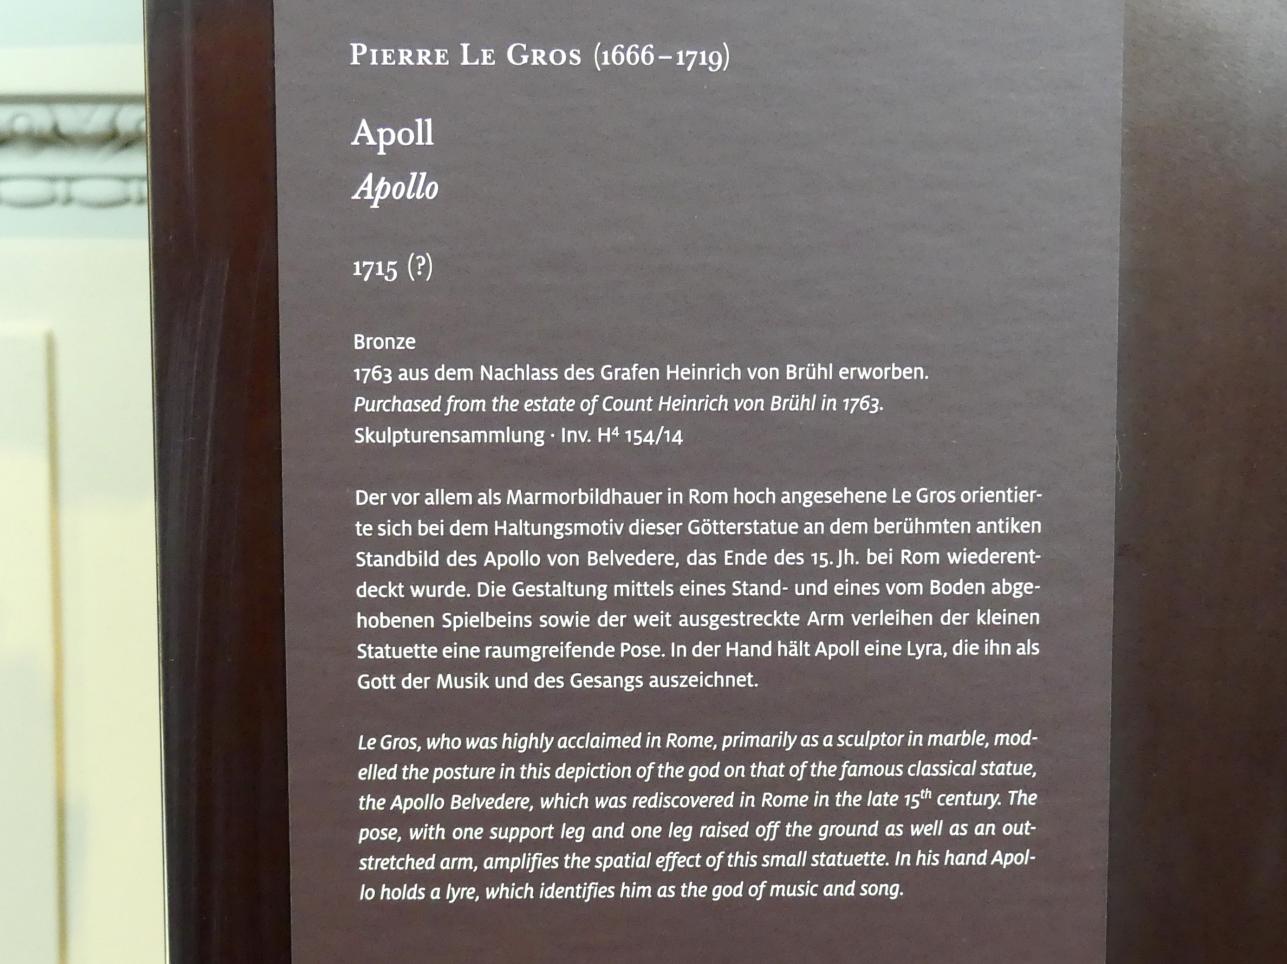 Pierre Le Gros (1666–1719)
Apoll
Apollo
1715 (?)
Bronze
1763 aus dem Nachlass des Grafen Heinrich von Brühl erworben.
Purchased from the estate of Count Heinrich von Brühl in 1763.
Skulpturensammlung · Inv. H⁴ 154/14
Der vor allem als Marmorbildhauer in Rom hoch angesehene Le Gros orientier-
te sich bei dem Haltungsmotiv dieser Götterstatue an dem berühmten antiken
Standbild des Apollo von Belvedere, das Ende des 15. Jh. bei Rom wiederent-
deckt wurde. Die Gestaltung mittels eines Stand- und eines vom Boden abge-
hobenen Spielbeins sowie der weit ausgestreckte Arm verleihen der kleinen
Statuette eine raumgreifende Pose. In der Hand hält Apoll eine Lyra, die ihn als
Gott der Musik und des Gesangs auszeichnet.
Le Gros, who was highly acclaimed in Rome, primarily as a sculptor in marble, mod-
elled the posture in this depiction of the god on that of the famous classical statue,
the Apollo Belvedere, which was rediscovered in Rome in the late 15th century. The
pose, with one support leg and one leg raised off the ground as well as an out-
stretched arm, amplifies the spatial effect of this small statuette. In his hand Apol-
lo holds a lyre, which identifies him as the god of music and song.